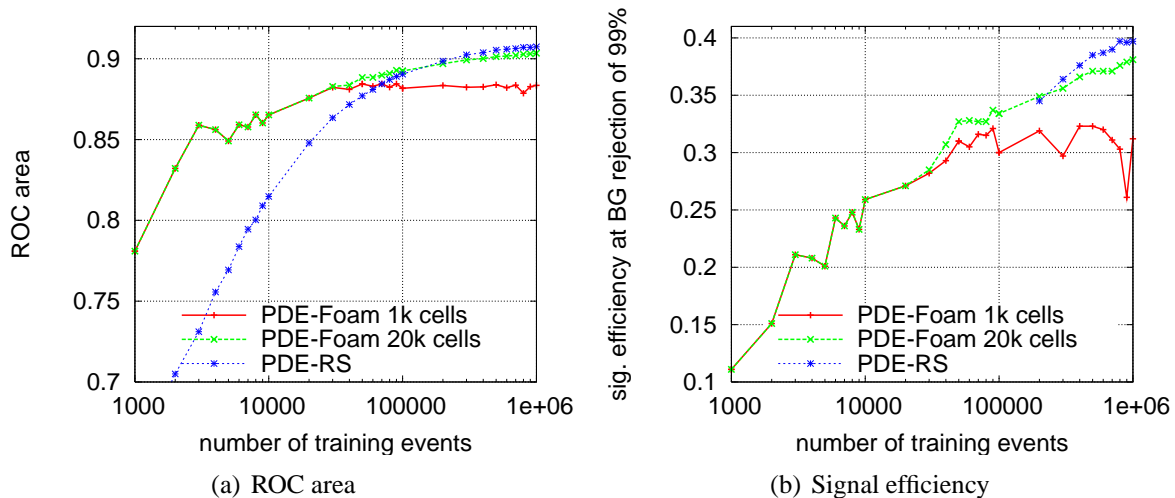 1000 10000 100000 1e+06
0.9
0.85
0.8
0.75
0.7
ROC area
PDE-Foam 1k cells
PDE-Foam 20k cells
PDE-RS
number of training events
(a) ROC area
0.4
0.35
0.3
0.25
0.2
0.15
0.1
sig. efficiency at BG rejection of 99%
PDE-Foam 1k cells
PDE-Foam 20k cells
PDE-RS
1000 10000 100000 1e+06
number of training events
(b) Signal efficiency